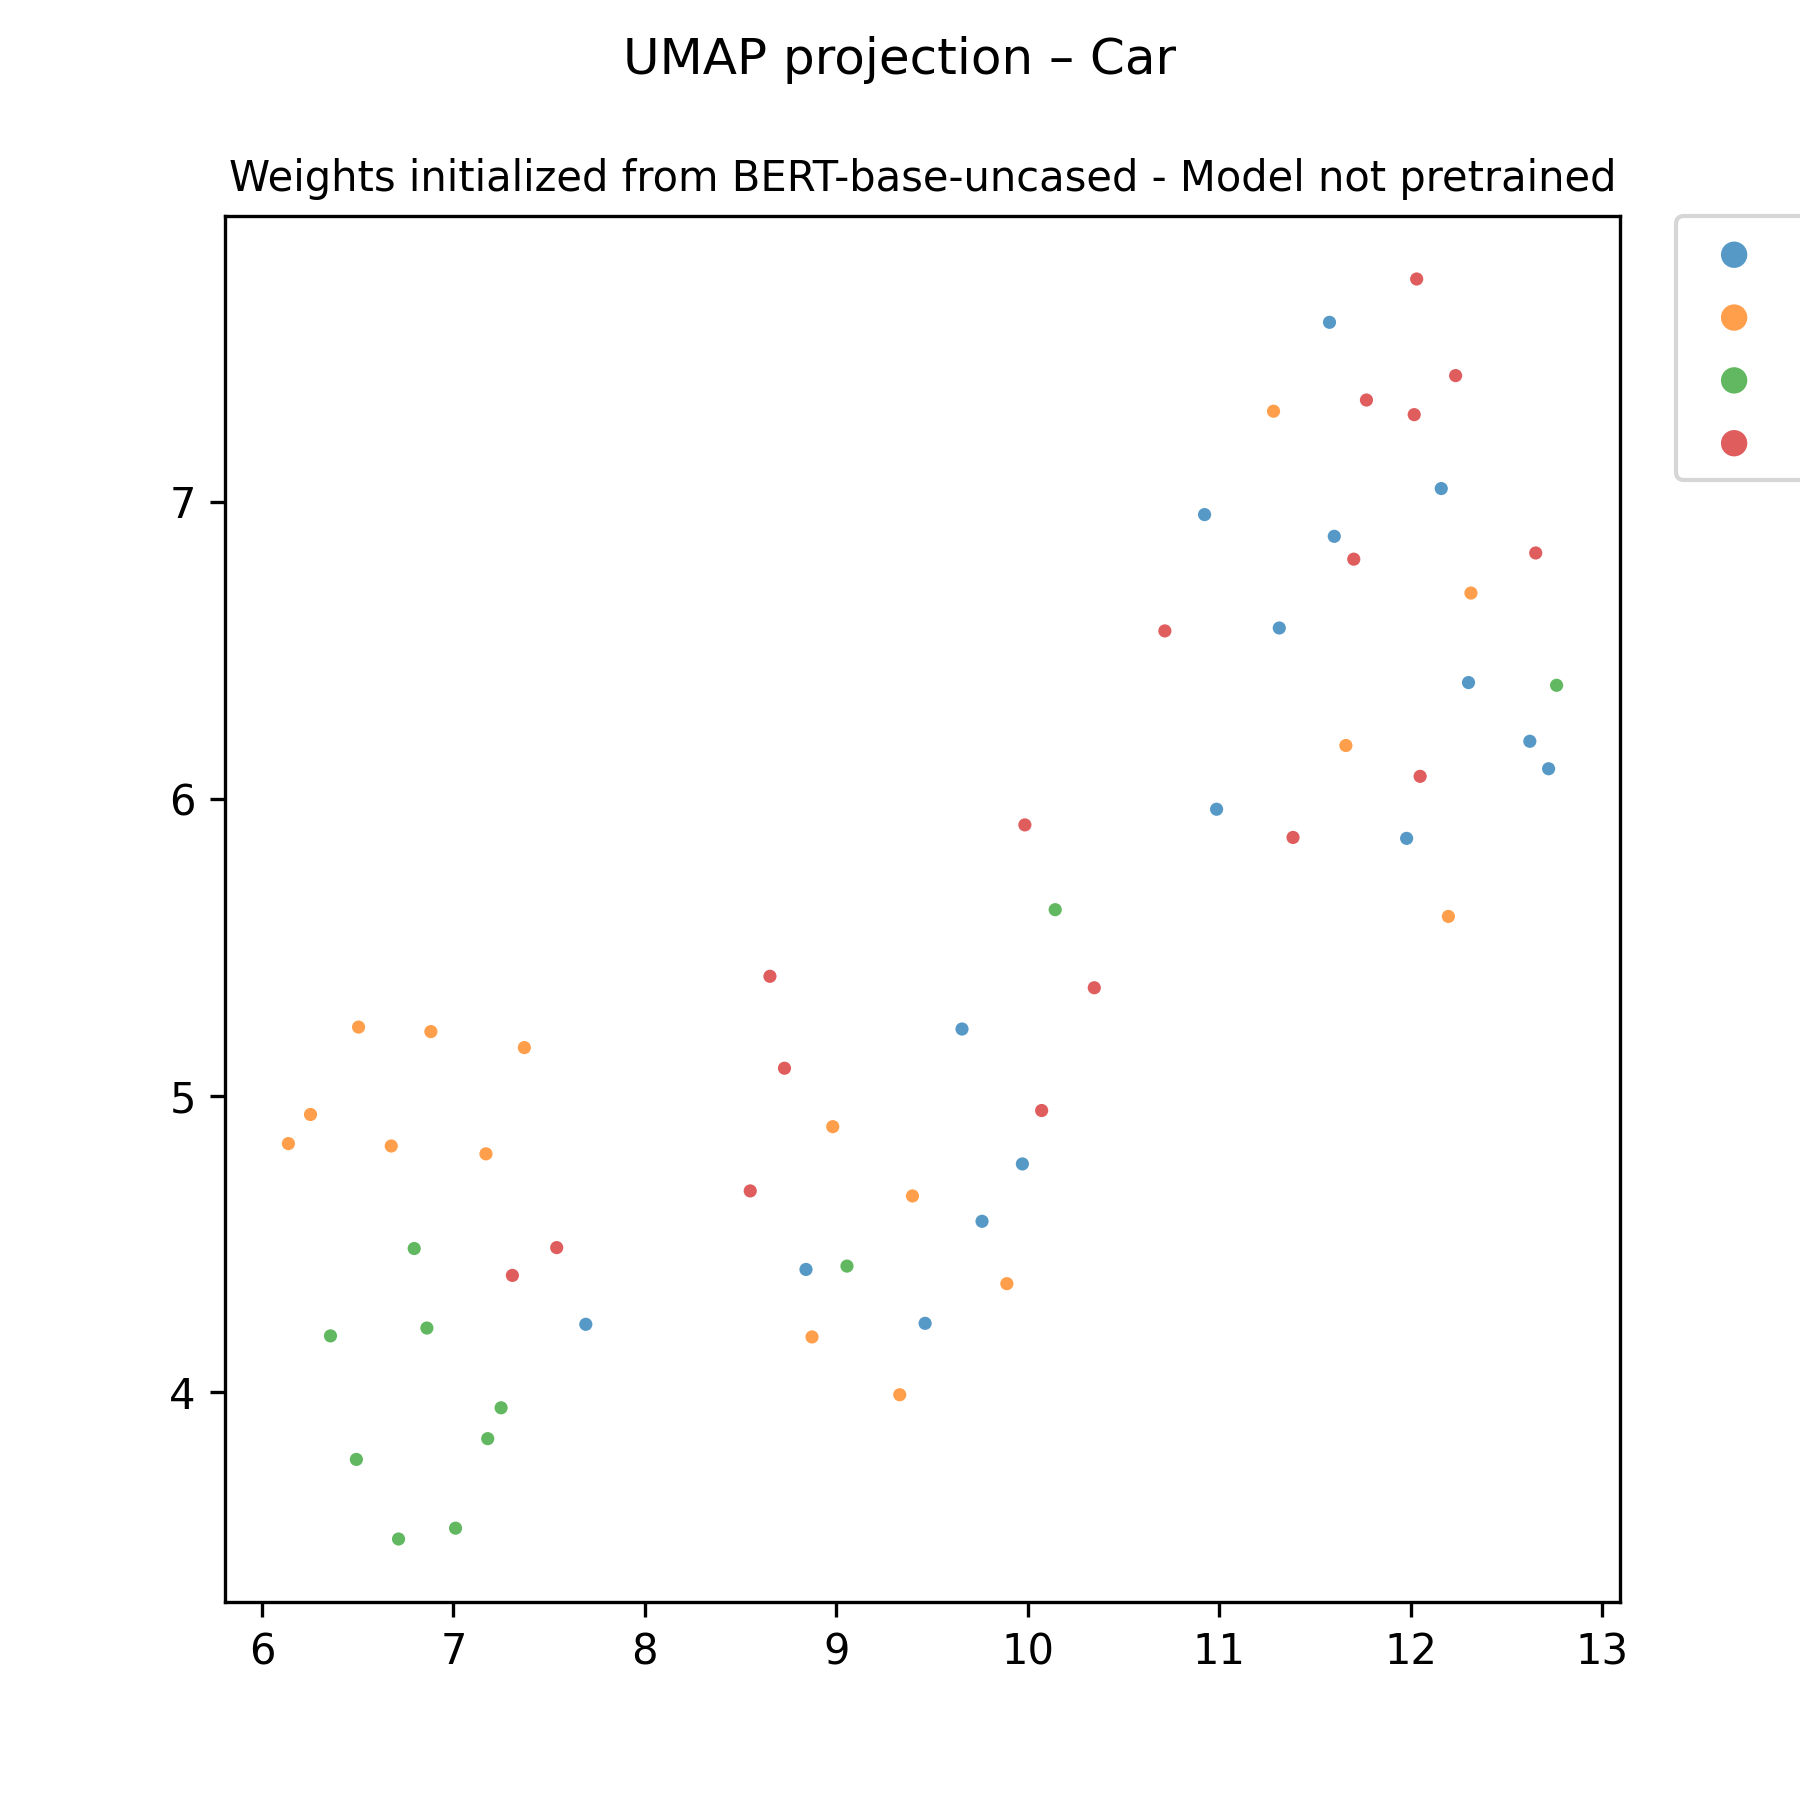 UMAP projection – Car
Weights initialized from BERT-base-uncased - Model not pretrained
7
6
5
4
6 7 8 9 10 11 12 13